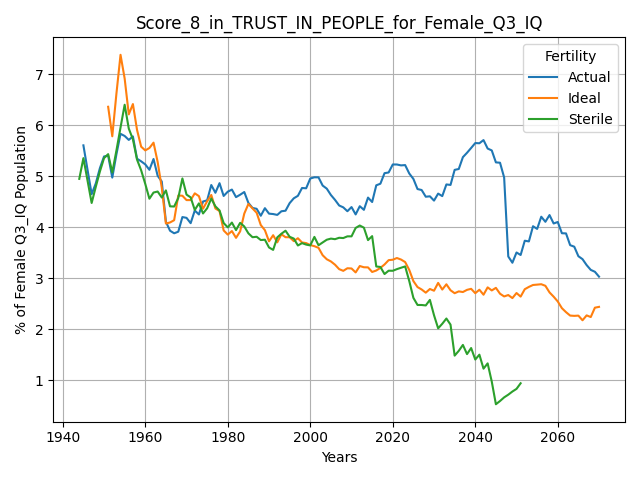 Score_8_in_TRUST_IN_PEOPLE_for_Female_Q3_IQ
% of Female Q3_IQ Population
7
6
5
4
3
2
1
Fertility
Actual
Ideal
Sterile
1940 1960 1980 2000 2020 2040 2060
Years